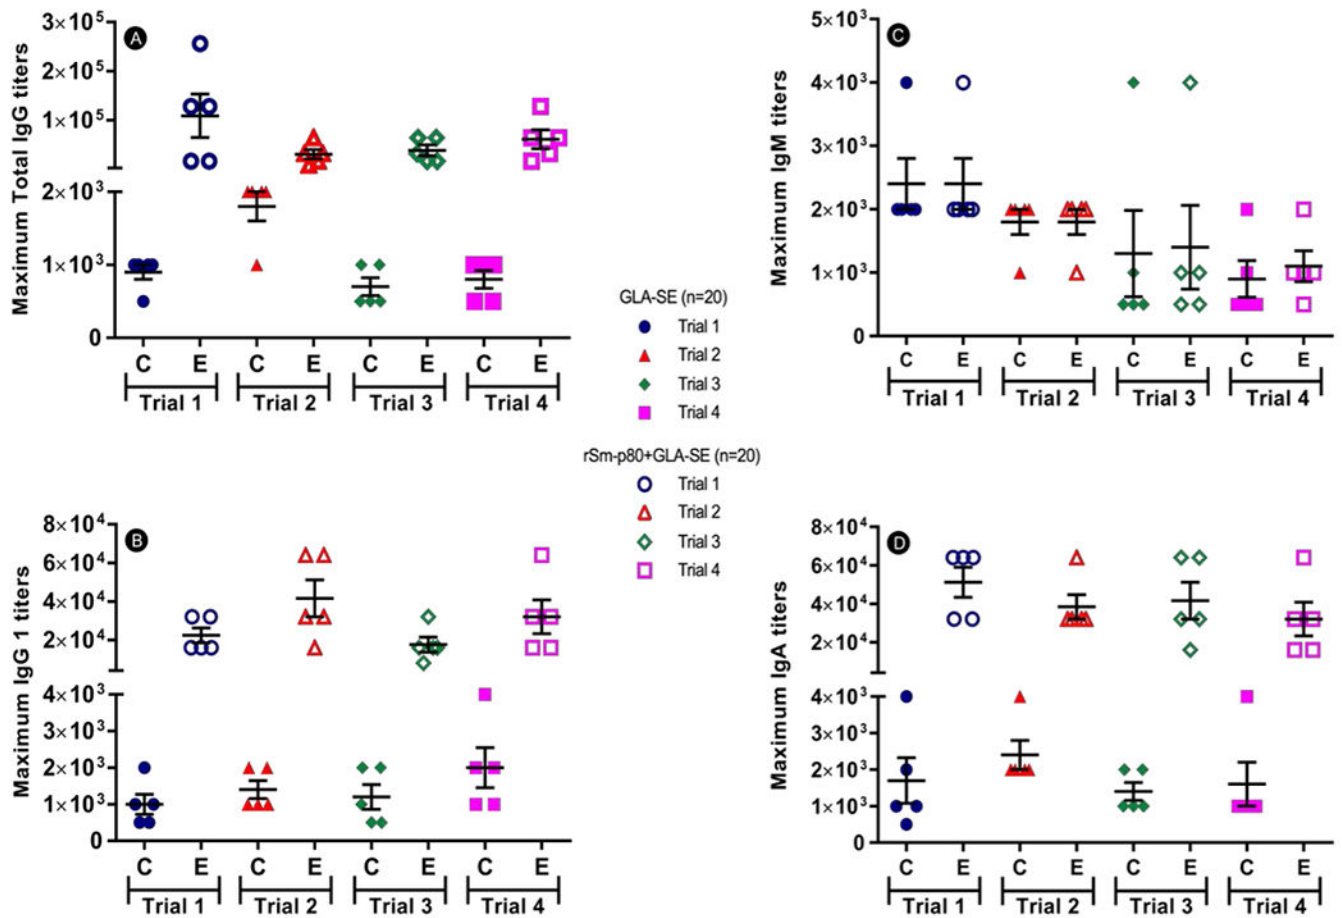 A
Maximum Total IgG titers
3×10⁵
2×10⁵
1×10⁵
2×10³
1×10³
0
C E C E C E C E
Trial 1 Trial 2 Trial 3 Trial 4
C
Maximum IgM titers
5×10³
4×10³
3×10³
2×10³
1×10³
0
C E C E C E C E
Trial 1 Trial 2 Trial 3 Trial 4
GLA-SE (n=20)
Trial 1
Trial 2
Trial 3
Trial 4
rSm-p80+GLA-SE (n=20)
Trial 1
Trial 2
Trial 3
Trial 4
B
Maximum IgG 1 titers
8×10⁴
6×10⁴
4×10⁴
2×10⁴
4×10³
3×10³
2×10³
1×10³
0
C E C E C E C E
Trial 1 Trial 2 Trial 3 Trial 4
D
Maximum IgA titers
8×10⁴
6×10⁴
4×10⁴
2×10⁴
4×10³
3×10³
2×10³
1×10³
0
C E C E C E C E
Trial 1 Trial 2 Trial 3 Trial 4